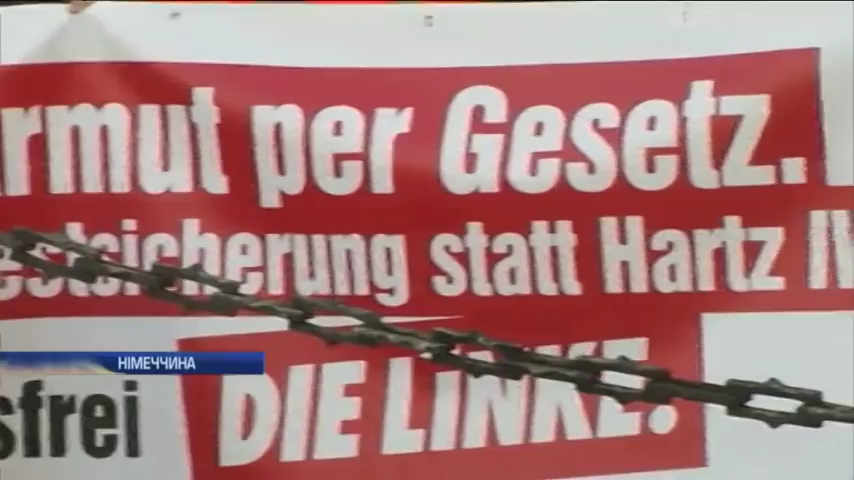 rmut per Gesetz.
estsicherung statt Hartz IV
НІМЕЧЧИНА
sfrei DIE LINKE.